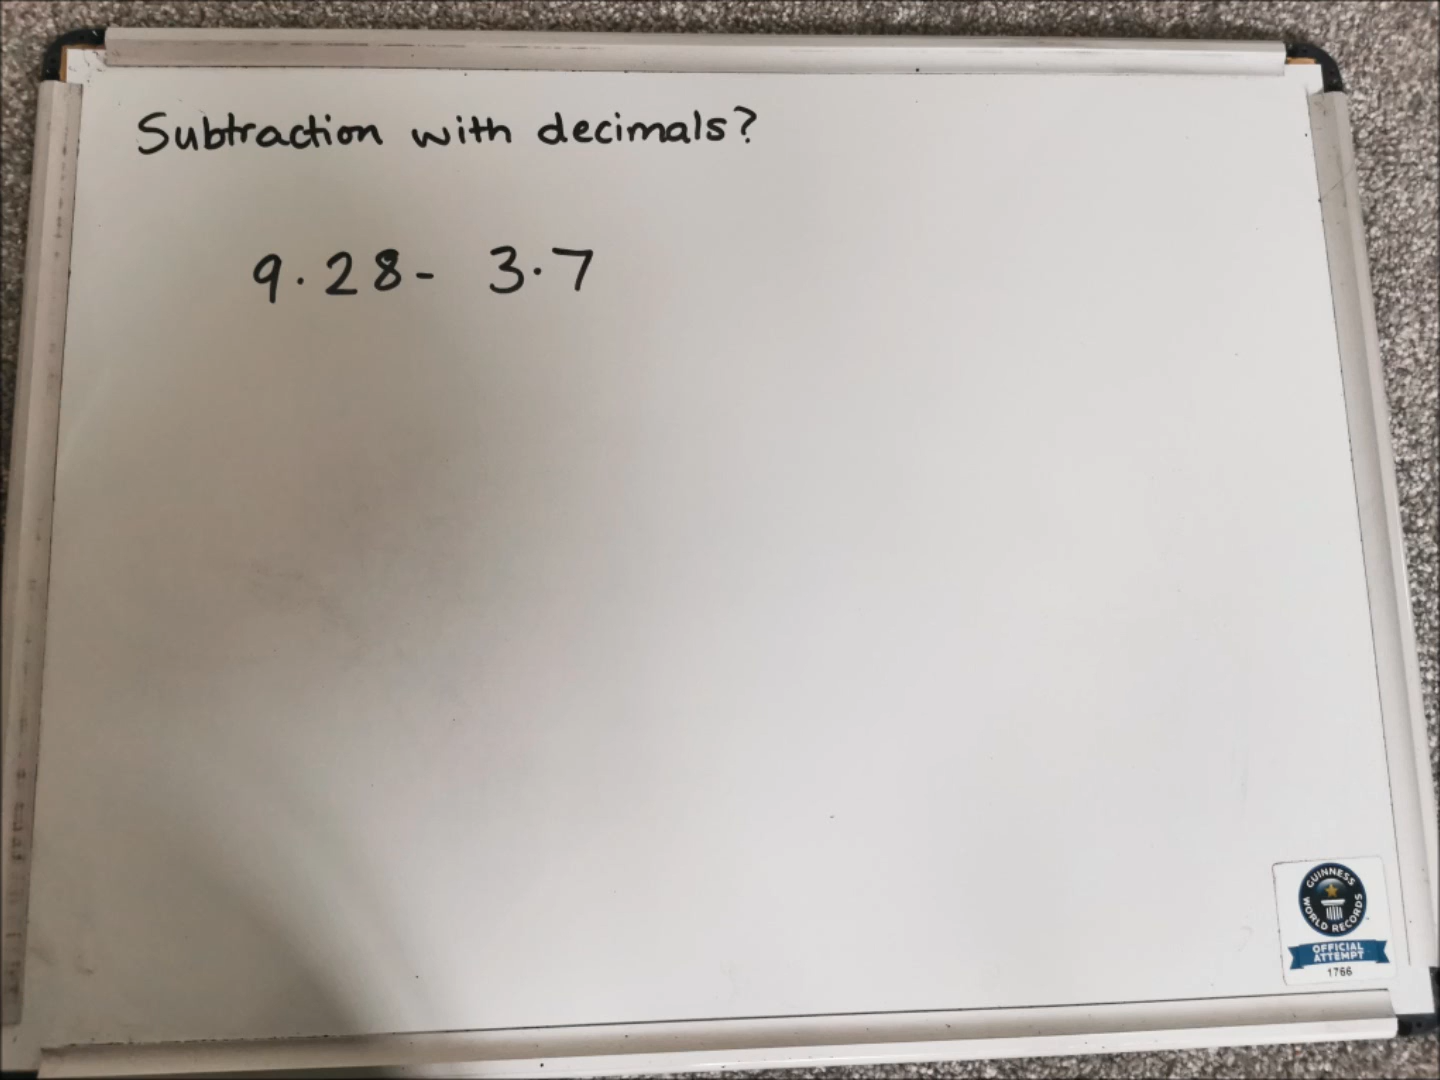 Subtraction with decimals?
9.28- 3.7
GUINNESS
WORLD RECORDS
OFFICIAL
ATTEMPT
1766